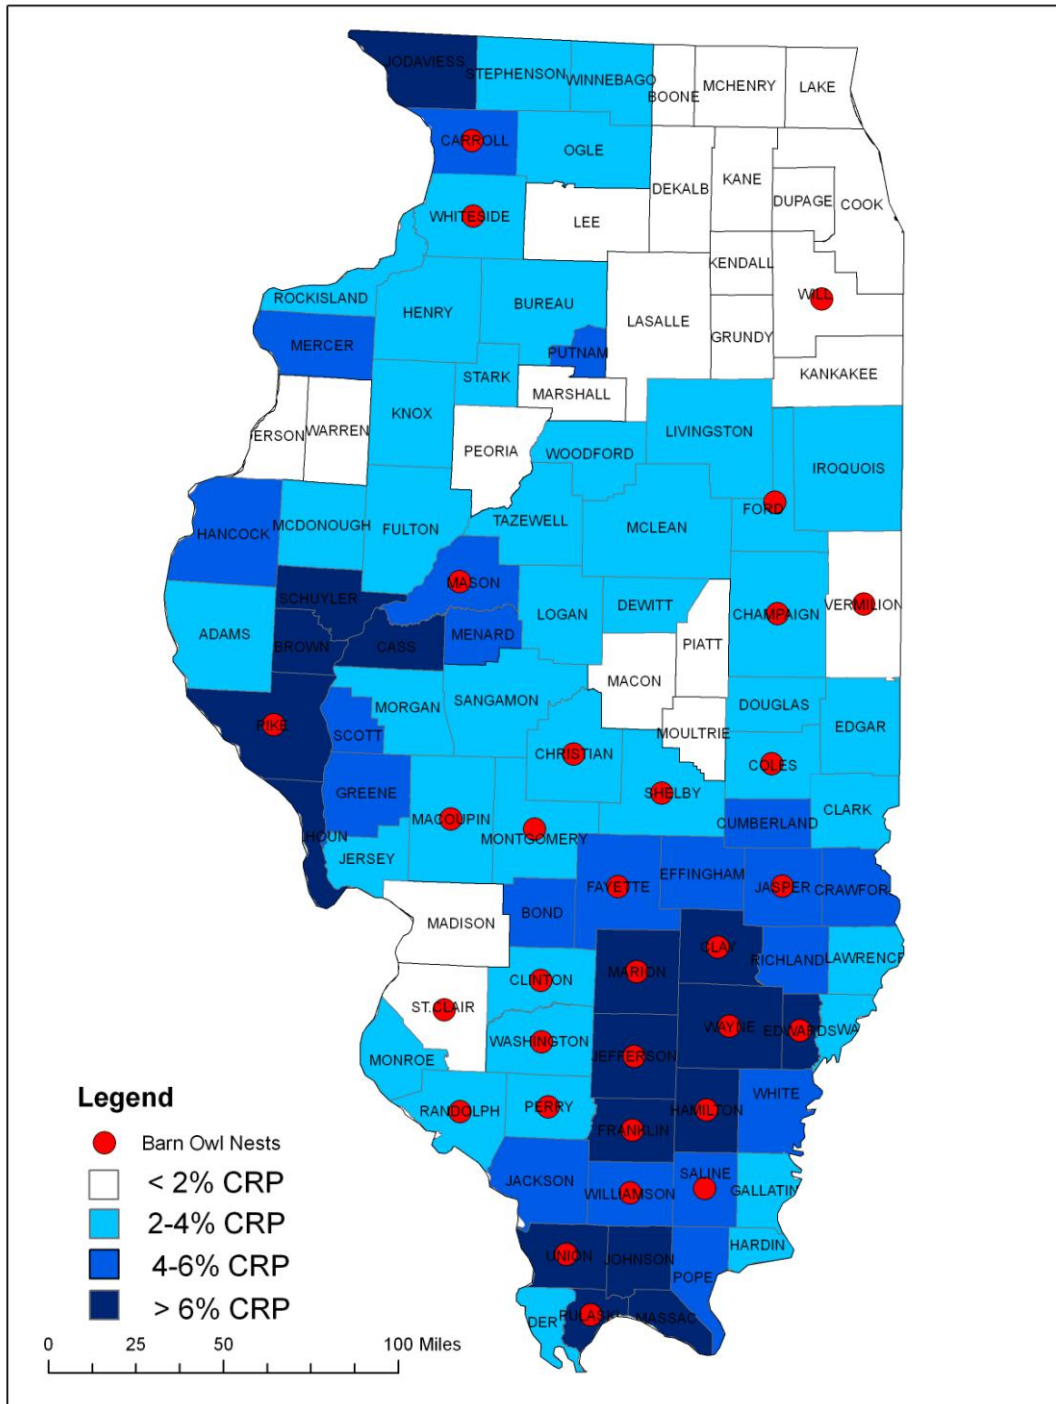 JODAVIESS
STEPHENSON
WINNEBAGO
BOONE
MCHENRY
LAKE
CARROLL
OGLE
DEKALB
KANE
DUPAGE
COOK
WHITESIDE
LEE
KENDALL
WILL
ROCKISLAND
HENRY
BUREAU
LASALLE
GRUNDY
MERCER
PUTNAM
KANKAKEE
STARK
MARSHALL
KNOX
ERSON
WARREN
PEORIA
LIVINGSTON
WOODFORD
IROQUOIS
HANCOCK
MCDONOUGH
FULTON
TAZEWELL
MCLEAN
FORD
MASON
SCHUYLER
LOGAN
DEWITT
CHAMPAIGN
VERMILION
ADAMS
BROWN
CASS
MENARD
PIATT
MACON
PIKE
MORGAN
SANGAMON
DOUGLAS
SCOTT
MOULTRIE
EDGAR
CHRISTIAN
COLES
GREENE
SHELBY
MACOUPIN
MONTGOMERY
CUMBERLAND
CLARK
HOUN
JERSEY
EFFINGHAM
FAYETTE
JASPER
CRAWFOR
MADISON
BOND
CLAY
RICHLAND
LAWRENCE
MARION
CLINTON
ST.CLAIR
WAYNE
EDWARDS
WA
WASHINGTON
JEFFERSON
MONROE
WHITE
RANDOLPH
PERRY
HAMILTON
FRANKLIN
JACKSON
WILLIAMSON
SALINE
GALLATIN
UNION
JOHNSON
HARDIN
POPE
DER
PULASKI
MASSAC
Legend
Barn Owl Nests
< 2% CRP
2-4% CRP
4-6% CRP
> 6% CRP
0 25 50 100 Miles